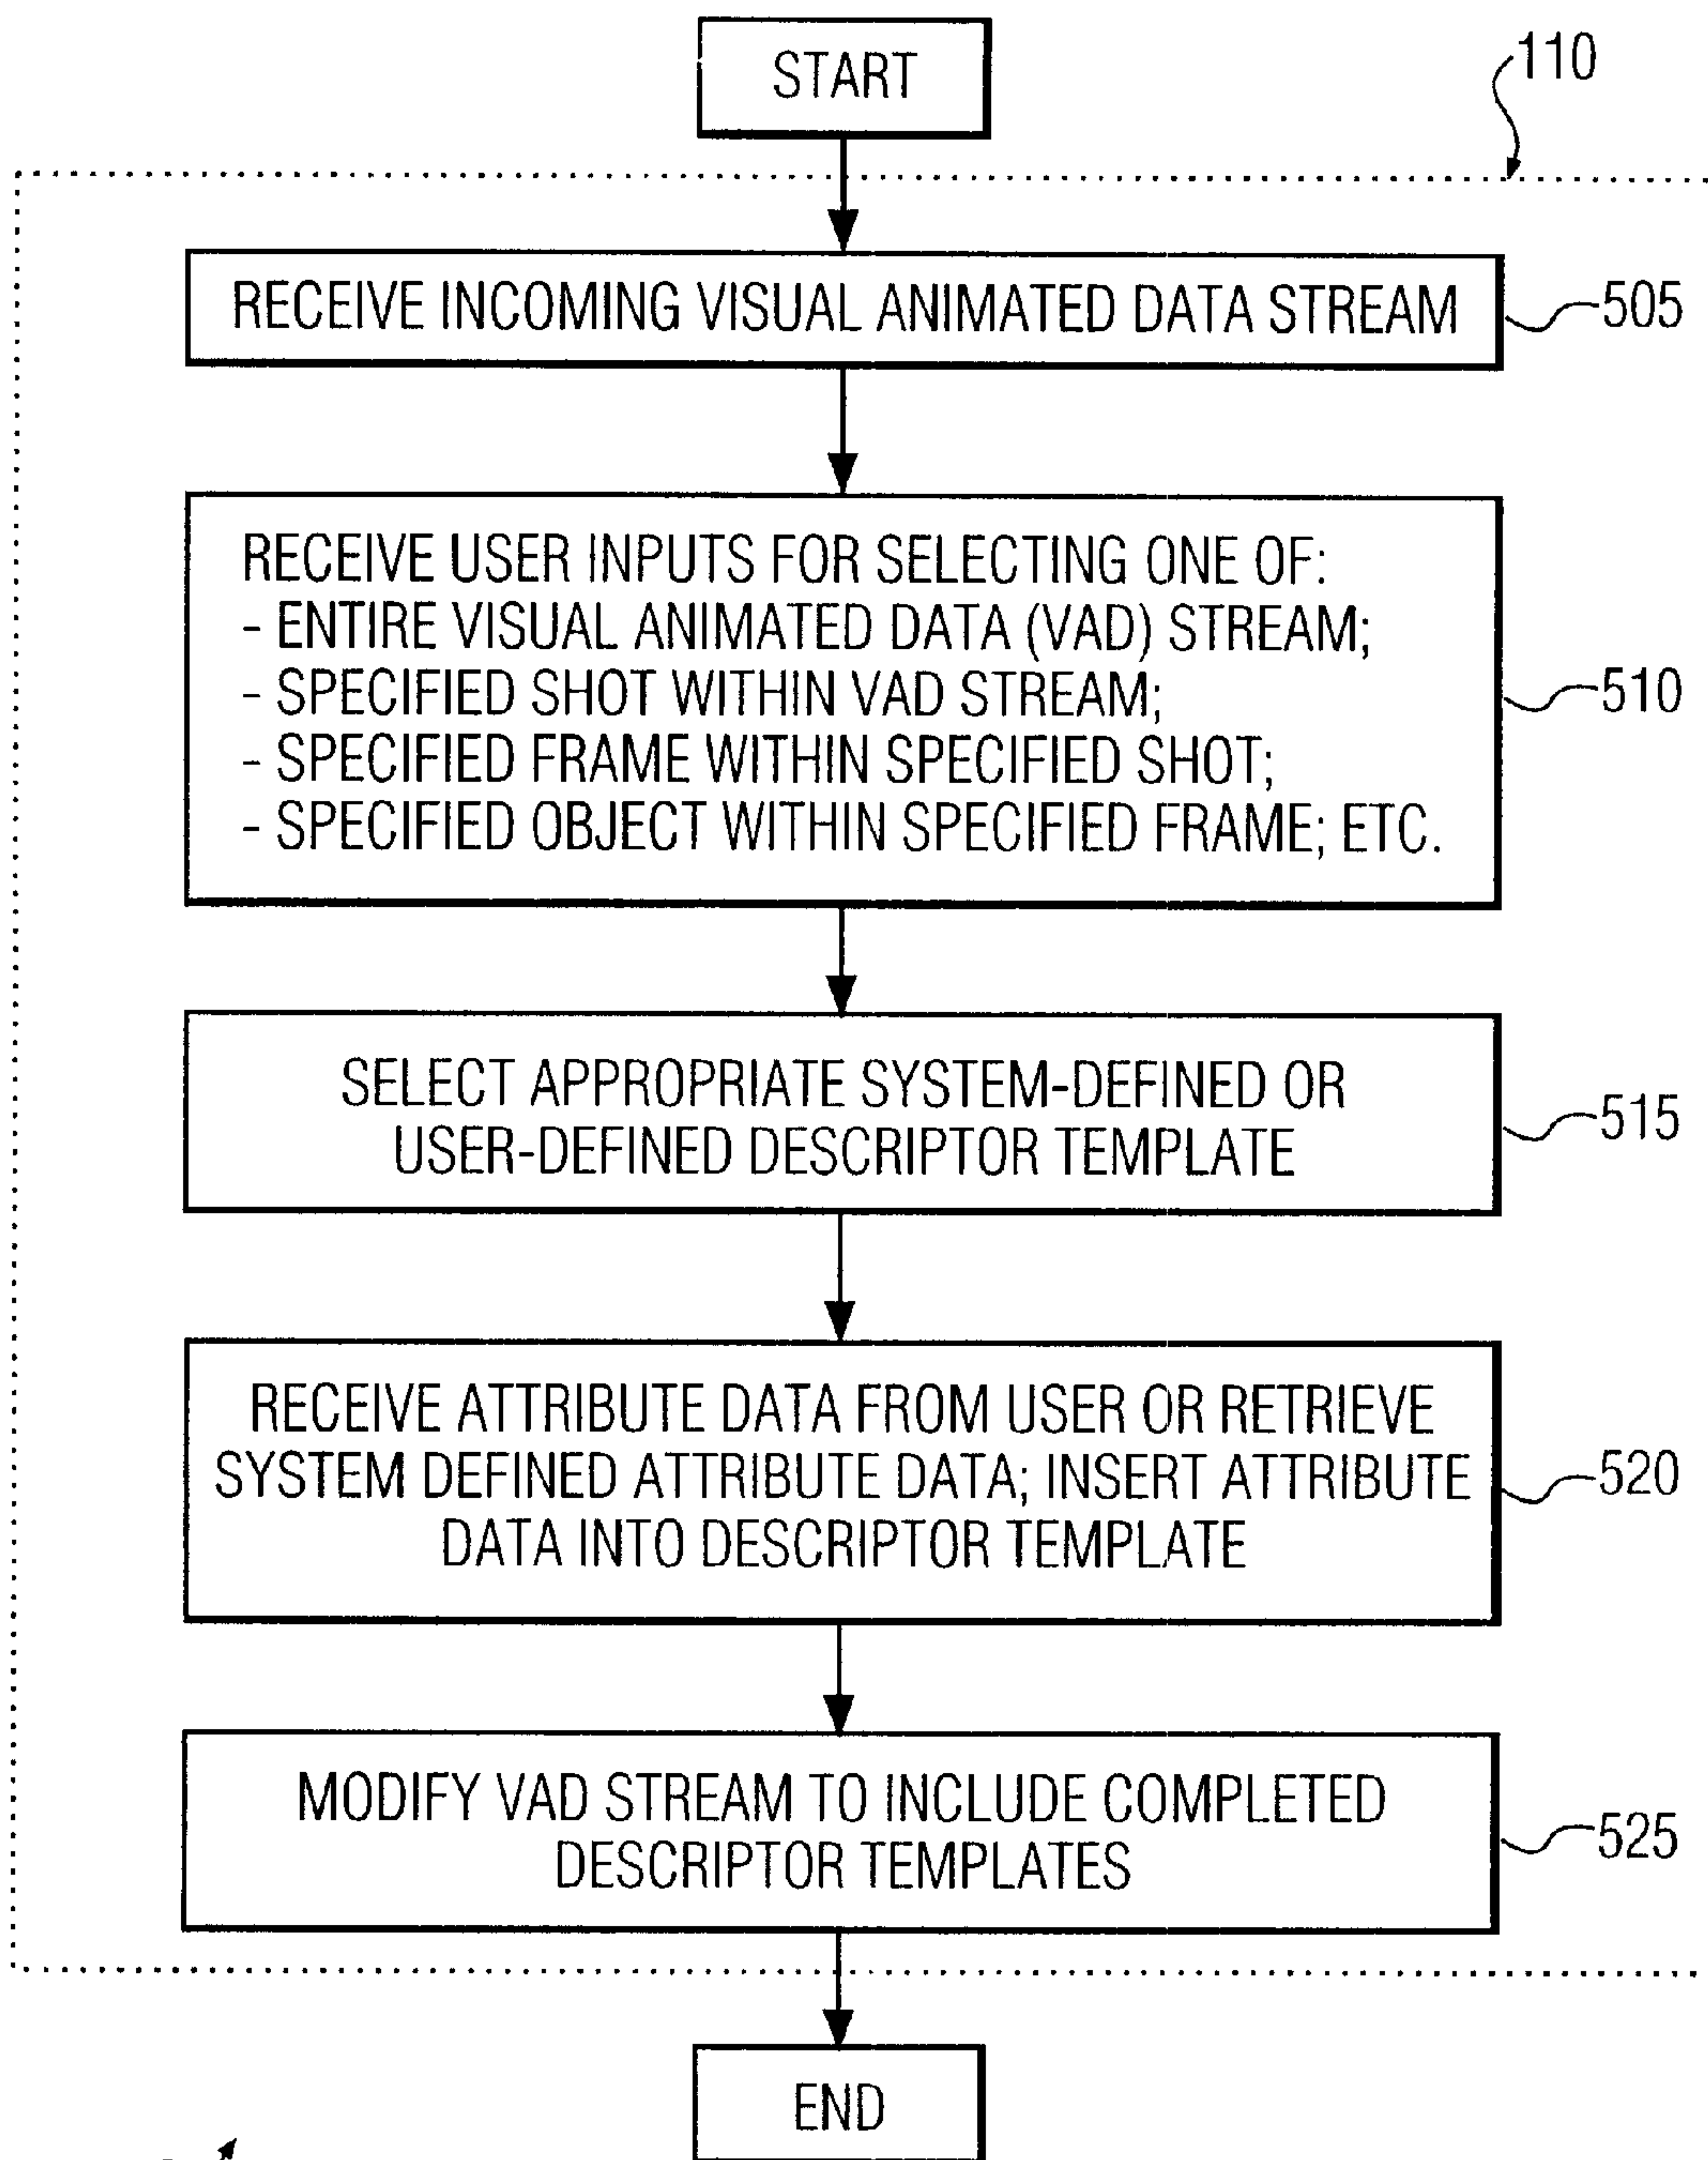 START
110
RECEIVE INCOMING VISUAL ANIMATED DATA STREAM
505
RECEIVE USER INPUTS FOR SELECTING ONE OF:
- ENTIRE VISUAL ANIMATED DATA (VAD) STREAM;
- SPECIFIED SHOT WITHIN VAD STREAM;
- SPECIFIED FRAME WITHIN SPECIFIED SHOT;
- SPECIFIED OBJECT WITHIN SPECIFIED FRAME; ETC.
510
SELECT APPROPRIATE SYSTEM-DEFINED OR
USER-DEFINED DESCRIPTOR TEMPLATE
515
RECEIVE ATTRIBUTE DATA FROM USER OR RETRIEVE
SYSTEM DEFINED ATTRIBUTE DATA; INSERT ATTRIBUTE
DATA INTO DESCRIPTOR TEMPLATE
520
MODIFY VAD STREAM TO INCLUDE COMPLETED
DESCRIPTOR TEMPLATES
525
END